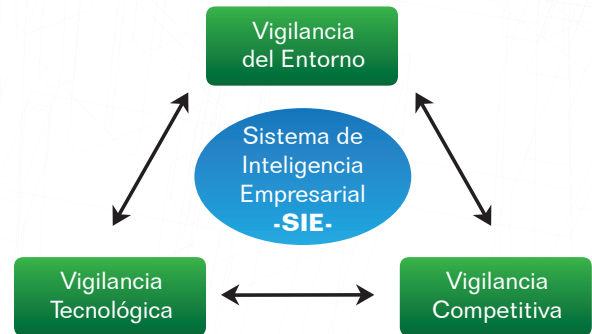 Vigilancia
del Entorno
Sistema de
Inteligencia
Empresarial
-SIE-
Vigilancia
Tecnológica
Vigilancia
Competitiva